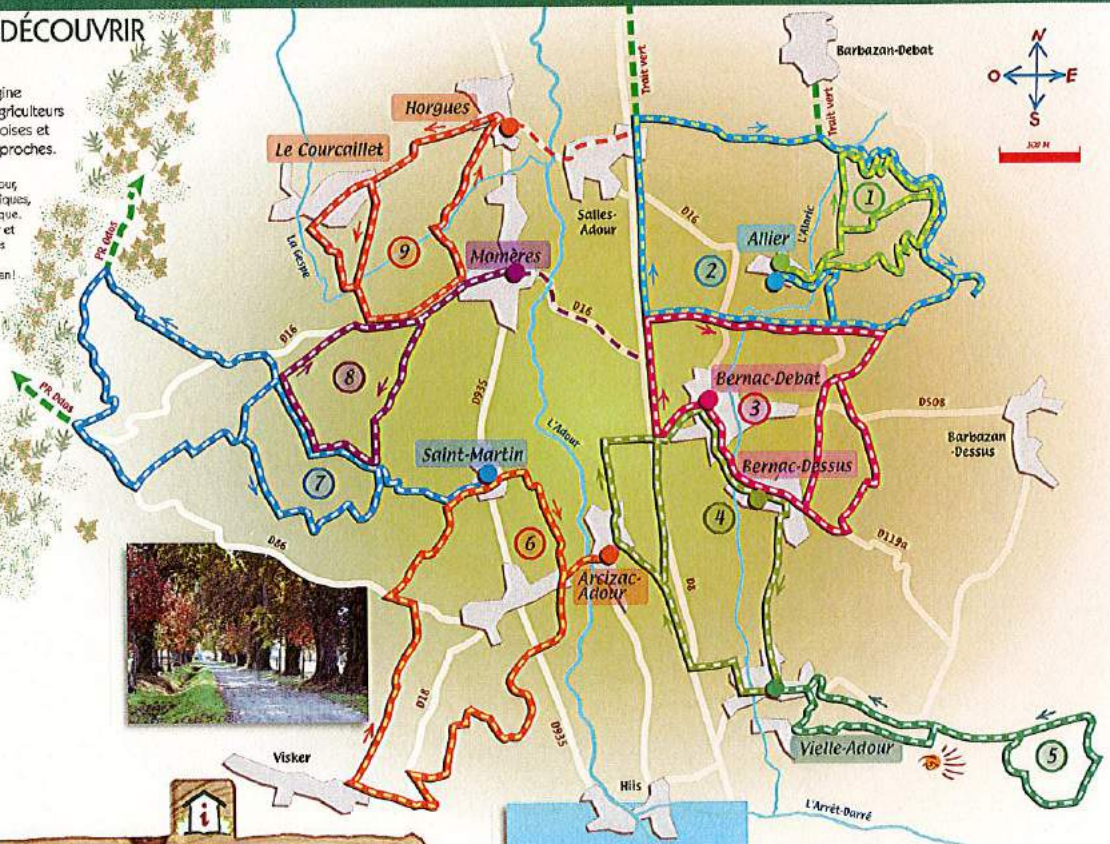 DÉCOUVRIR
gine
griculteurs
oises et
proches.
our,
iques,
que.
r et
s
en!
Trait vert
Barbazan-Debat
Trait vert
N
O
E
S
500 M
Horgues
Le Courcaillet
Salles-
Adour
D16
L'Alaric
1
Allier
2
La Gespe
9
Momères
D16
PR Odos
D16
8
D935
Bernac-Debat
3
D508
PR Odos
L'Adour
Barbazan
-Dessus
Saint-Martin
Bernac-Dessus
7
4
6
D119a
D86
Arcizac-
Adour
D8
D18
D935
Visker
Vielle-Adour
5
Hiis
L'Arrêt-Darré
i